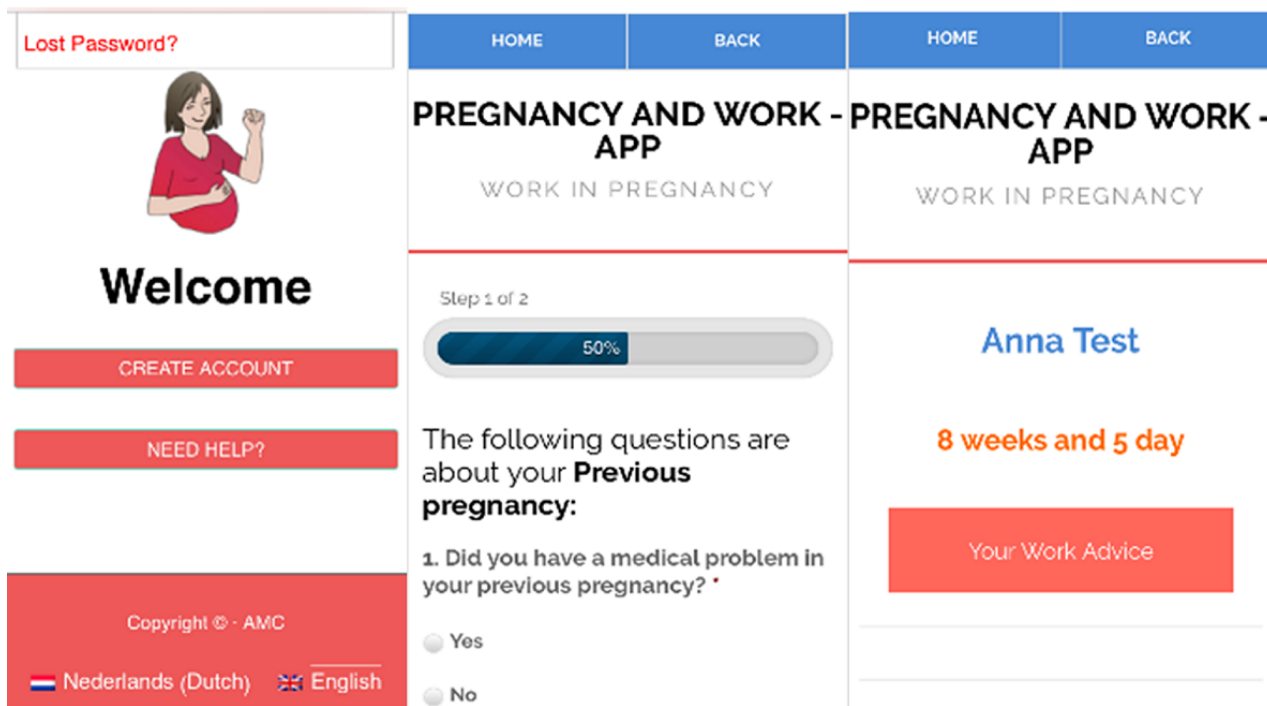 Lost Password?
Welcome
CREATE ACCOUNT
NEED HELP?
Copyright © - AMC
Nederlands (Dutch) English
HOME BACK
PREGNANCY AND WORK -
APP
WORK IN PREGNANCY
Step 1 of 2
50%
The following questions are
about your Previous
pregnancy:
1. Did you have a medical problem in
your previous pregnancy? *
Yes
No
HOME BACK
PREGNANCY AND WORK -
APP
WORK IN PREGNANCY
Anna Test
8 weeks and 5 day
Your Work Advice